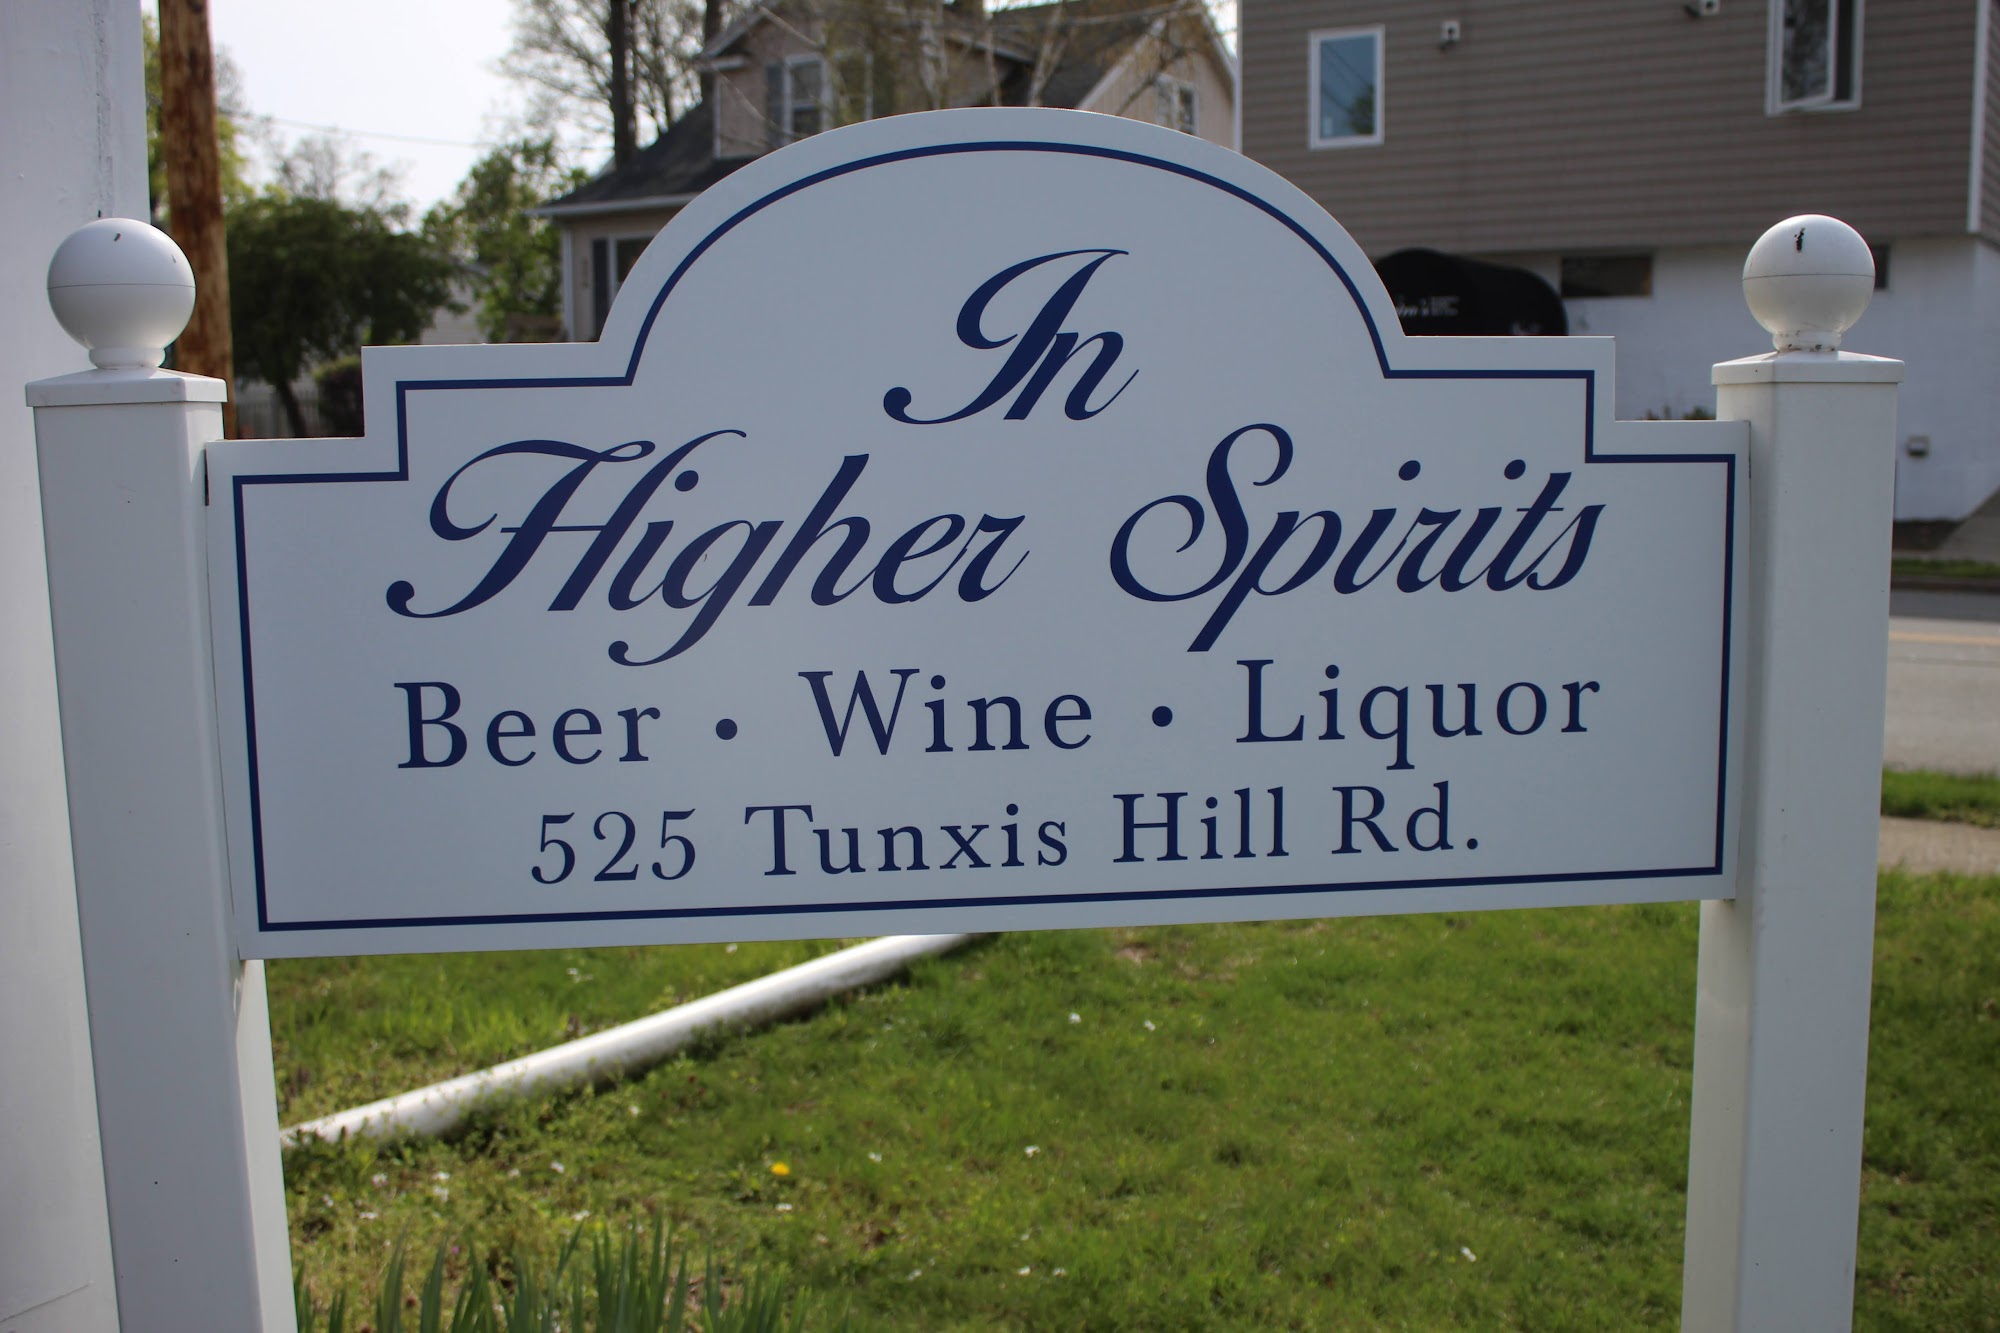 In
Higher Spirits
Beer • Wine • Liquor
525 Tunxis Hill Rd.